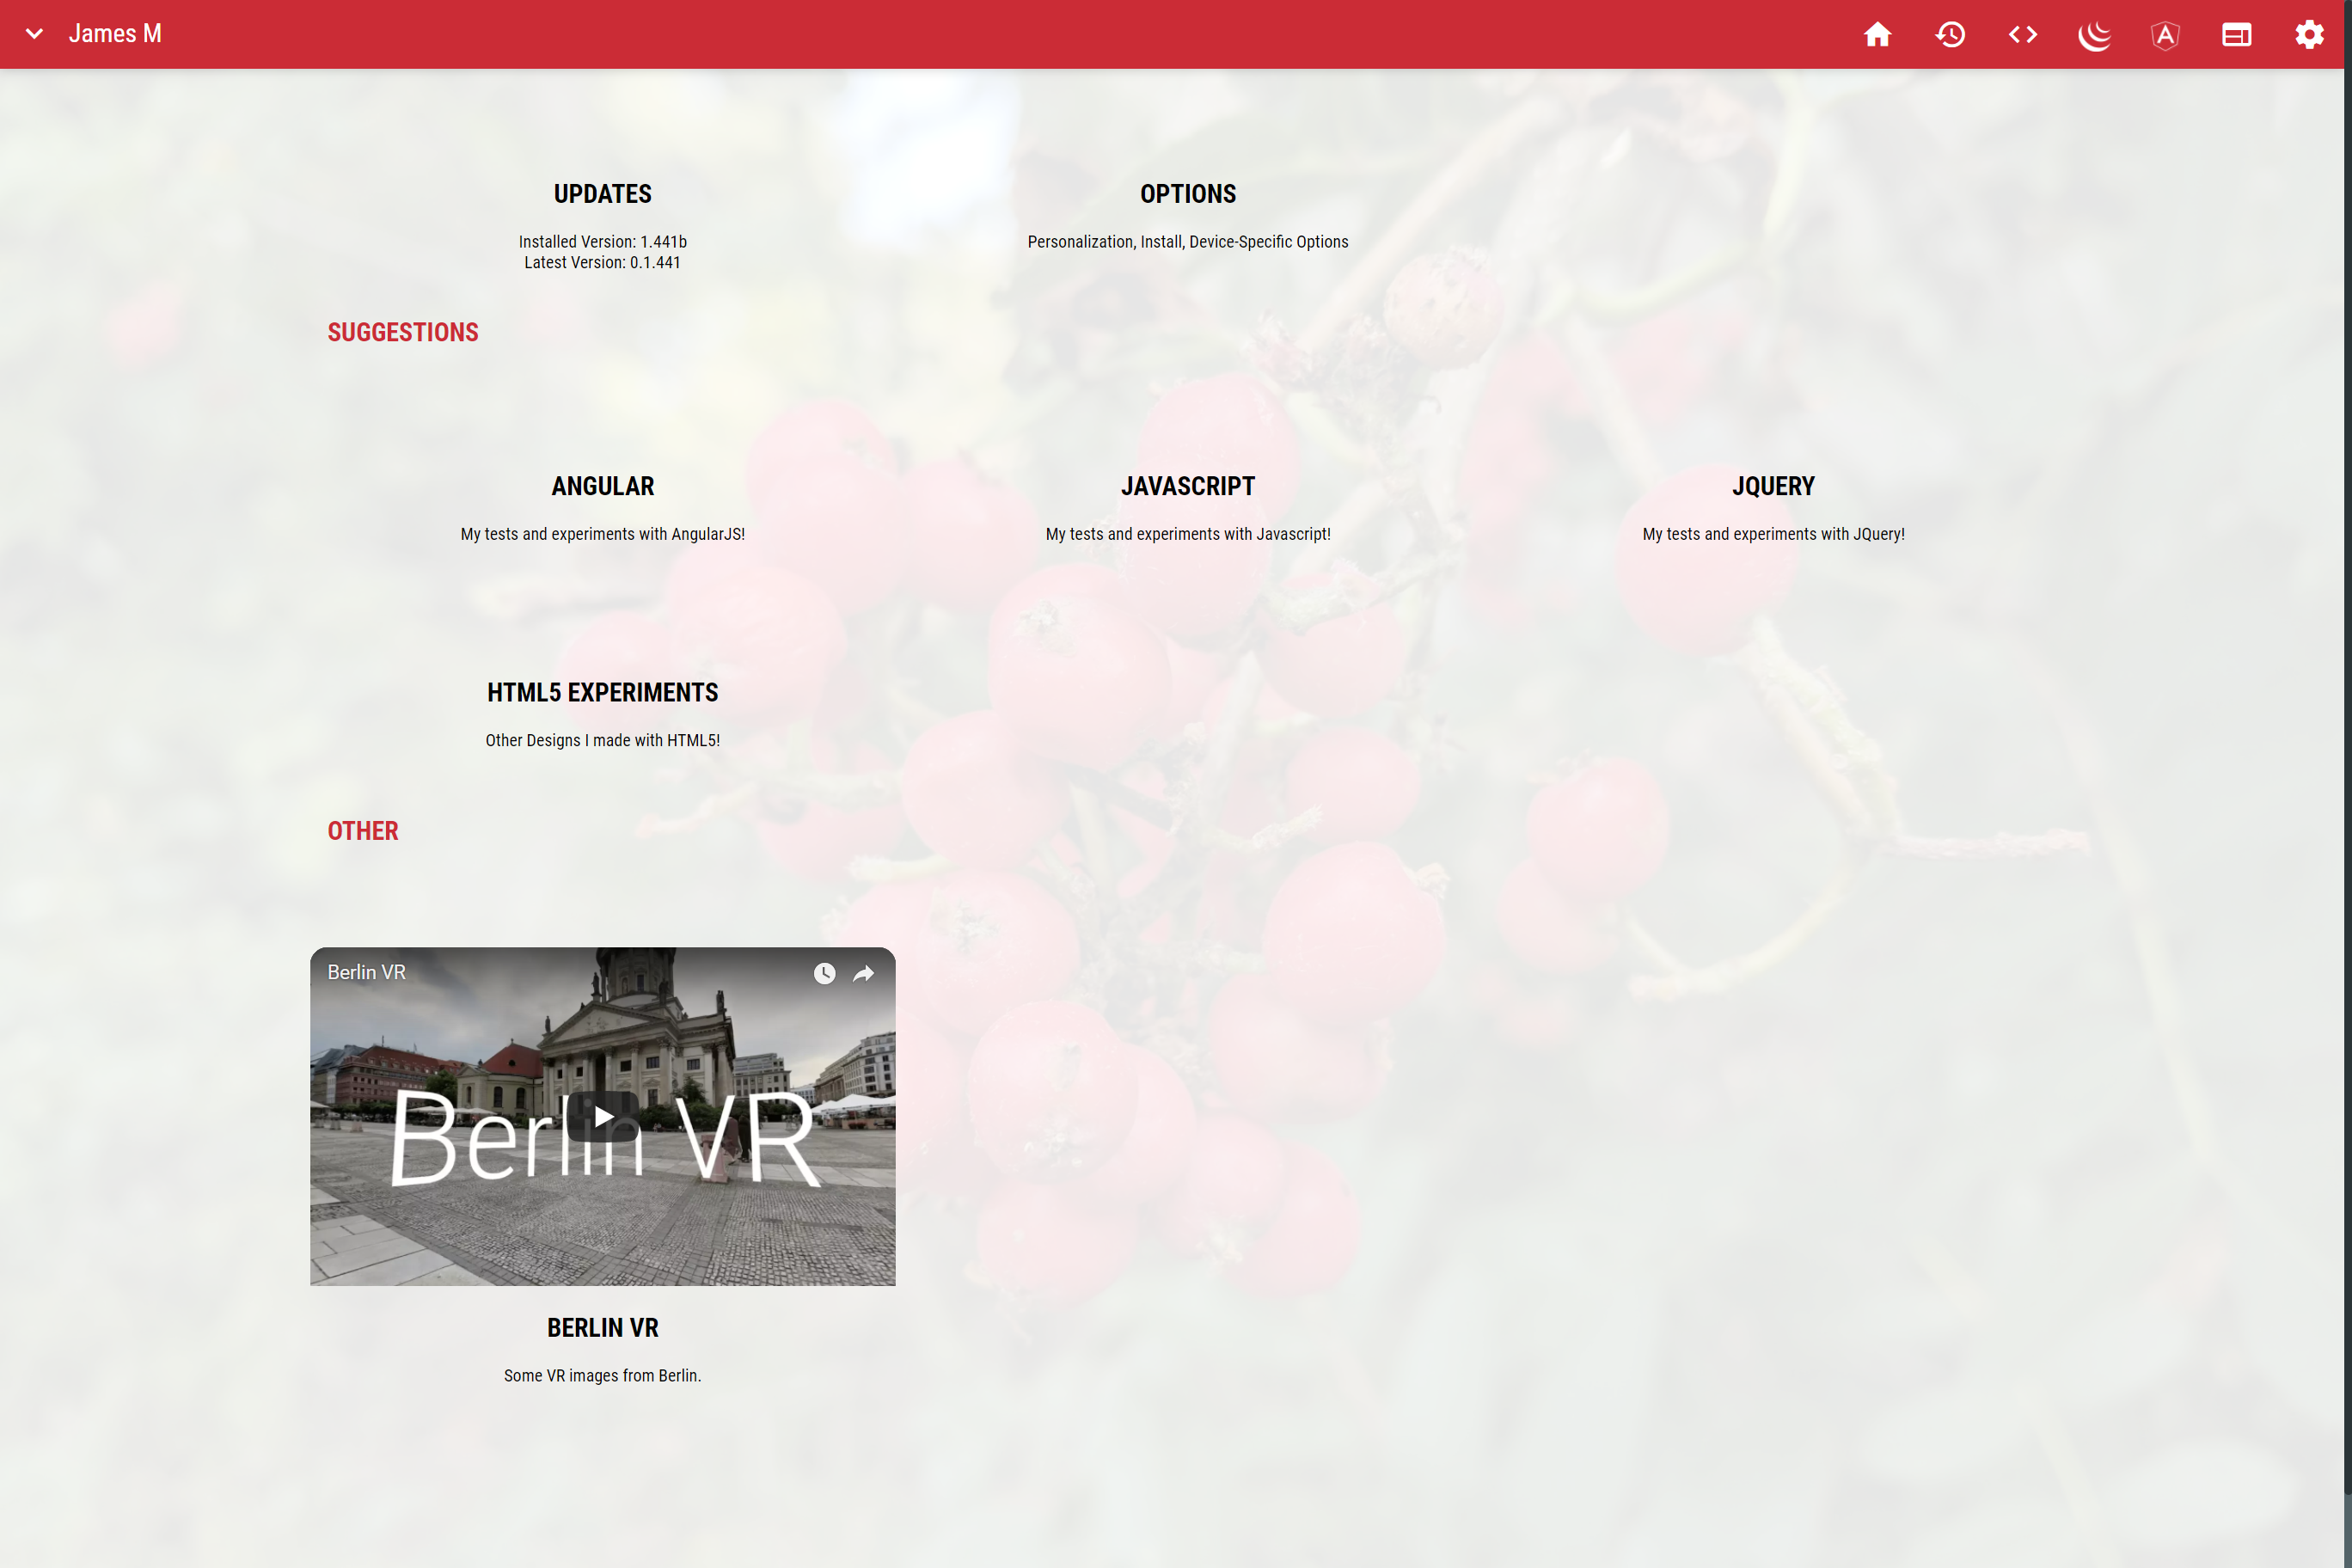 James M
UPDATES
Installed Version: 1.441b
Latest Version: 0.1.441
OPTIONS
Personalization, Install, Device-Specific Options
SUGGESTIONS
ANGULAR
My tests and experiments with AngularJS!
JAVASCRIPT
My tests and experiments with Javascript!
JQUERY
My tests and experiments with JQuery!
HTML5 EXPERIMENTS
Other Designs I made with HTML5!
OTHER
Berlin VR
Berlin VR
BERLIN VR
Some VR images from Berlin.